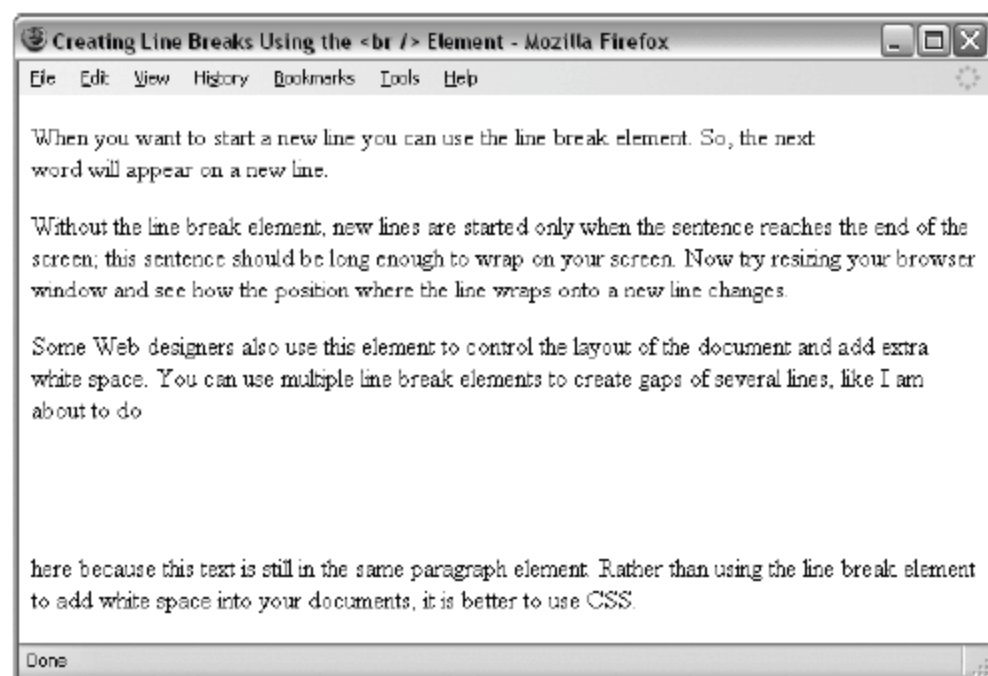 Creating Line Breaks Using the <br /> Element - Mozilla Firefox
File Edit View History Bookmarks Tools Help
When you want to start a new line you can use the line break element. So, the next
word will appear on a new line.
Without the line break element, new lines are started only when the sentence reaches the end of the
screen; this sentence should be long enough to wrap on your screen. Now try resizing your browser
window and see how the position where the line wraps onto a new line changes.
Some Web designers also use this element to control the layout of the document and add extra
white space. You can use multiple line break elements to create gaps of several lines, like I am
about to do
here because this text is still in the same paragraph element. Rather than using the line break element
to add white space into your documents, it is better to use CSS.
Done